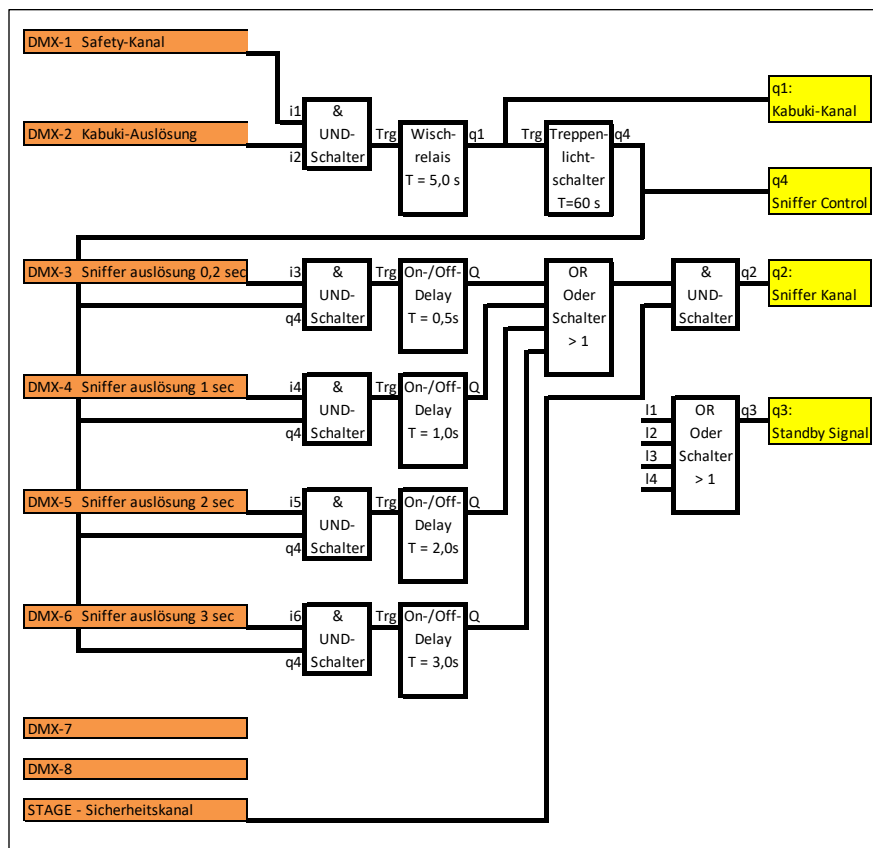 DMX-1 Safety-Kanal
i1
DMX-2 Kabuki-Auslösung
i2
&
UND-
Schalter
Trg
Wisch-
relais
T = 5,0 s
q1
Trg
Treppen-
licht-
schalter
T=60 s
q4
q1:
Kabuki-Kanal
q4
Sniffer Control
DMX-3 Sniffer auslösung 0,2 sec
i3
q4
&
UND-
Schalter
Trg
On-/Off-
Delay
T = 0,5s
Q
OR
Oder
Schalter
> 1
&
UND-
Schalter
q2
q2:
Sniffer Kanal
DMX-4 Sniffer auslösung 1 sec
i4
q4
&
UND-
Schalter
Trg
On-/Off-
Delay
T = 1,0s
Q
l1
l2
l3
l4
OR
Oder
Schalter
> 1
q3
q3:
Standby Signal
DMX-5 Sniffer auslösung 2 sec
i5
q4
&
UND-
Schalter
Trg
On-/Off-
Delay
T = 2,0s
Q
DMX-6 Sniffer auslösung 3 sec
i6
q4
&
UND-
Schalter
Trg
On-/Off-
Delay
T = 3,0s
Q
DMX-7
DMX-8
STAGE - Sicherheitskanal